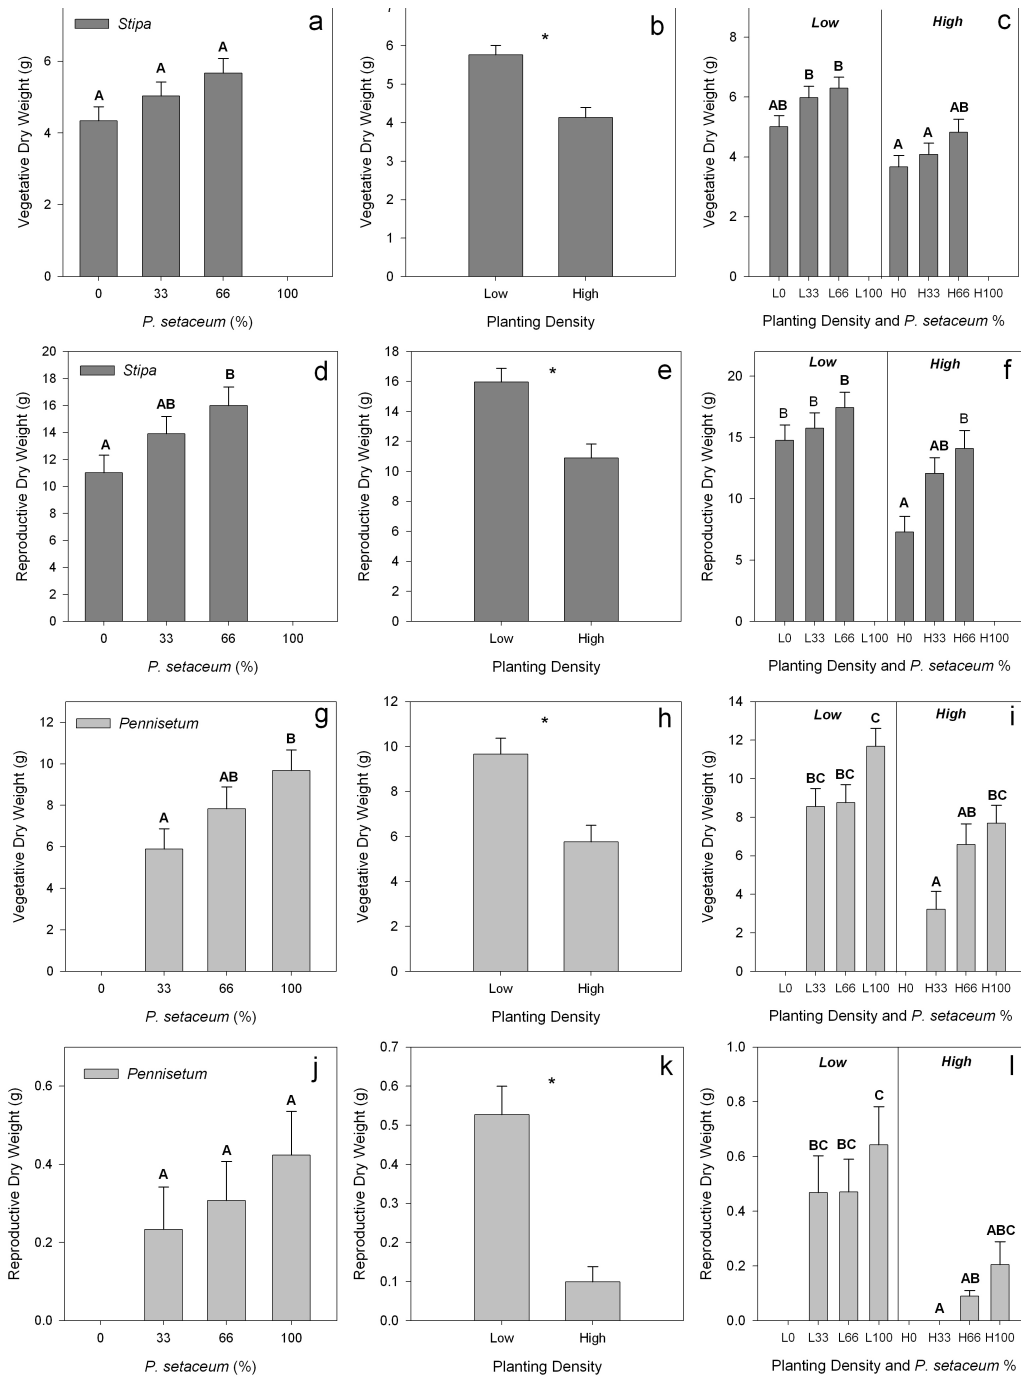 Stipa
a
A
A
A
6
4
2
0
0 33 66 100
Vegetative Dry Weight (g)
P. setaceum (%)
b
*
6
5
4
3
2
1
0
Low High
Vegetative Dry Weight (g)
Planting Density
Low High
c
AB
B
B
A
A
AB
8
6
4
2
0
L0 L33 L66 L100 H0 H33 H66 H100
Vegetative Dry Weight (g)
Planting Density and P. setaceum %
Stipa
d
A
AB
B
20
18
16
14
12
10
8
6
4
2
0
0 33 66 100
Reproductive Dry Weight (g)
P. setaceum (%)
e
*
18
16
14
12
10
8
6
4
2
0
Low High
Reproductive Dry Weight (g)
Planting Density
Low High
f
B
B
B
A
AB
B
20
15
10
5
0
L0 L33 L66 L100 H0 H33 H66 H100
Reproductive Dry Weight (g)
Planting Density and P. setaceum %
Pennisetum
g
A
AB
B
12
10
8
6
4
2
0
0 33 66 100
Vegetative Dry Weight (g)
P. setaceum (%)
h
*
12
10
8
6
4
2
0
Low High
Vegetative Dry Weight (g)
Planting Density
Low High
i
BC
BC
C
A
AB
BC
14
12
10
8
6
4
2
0
L0 L33 L66 L100 H0 H33 H66 H100
Vegetative Dry Weight (g)
Planting Density and P. setaceum %
Pennisetum
j
A
A
A
0.6
0.4
0.2
0.0
0 33 66 100
Reproductive Dry Weight (g)
P. setaceum (%)
k
*
0.7
0.6
0.5
0.4
0.3
0.2
0.1
0.0
Low High
Reproductive Dry Weight (g)
Planting Density
Low High
l
BC
BC
C
A
AB
ABC
1.0
0.8
0.6
0.4
0.2
0.0
L0 L33 L66 L100 H0 H33 H66 H100
Reproductive Dry Weight (g)
Planting Density and P. setaceum %